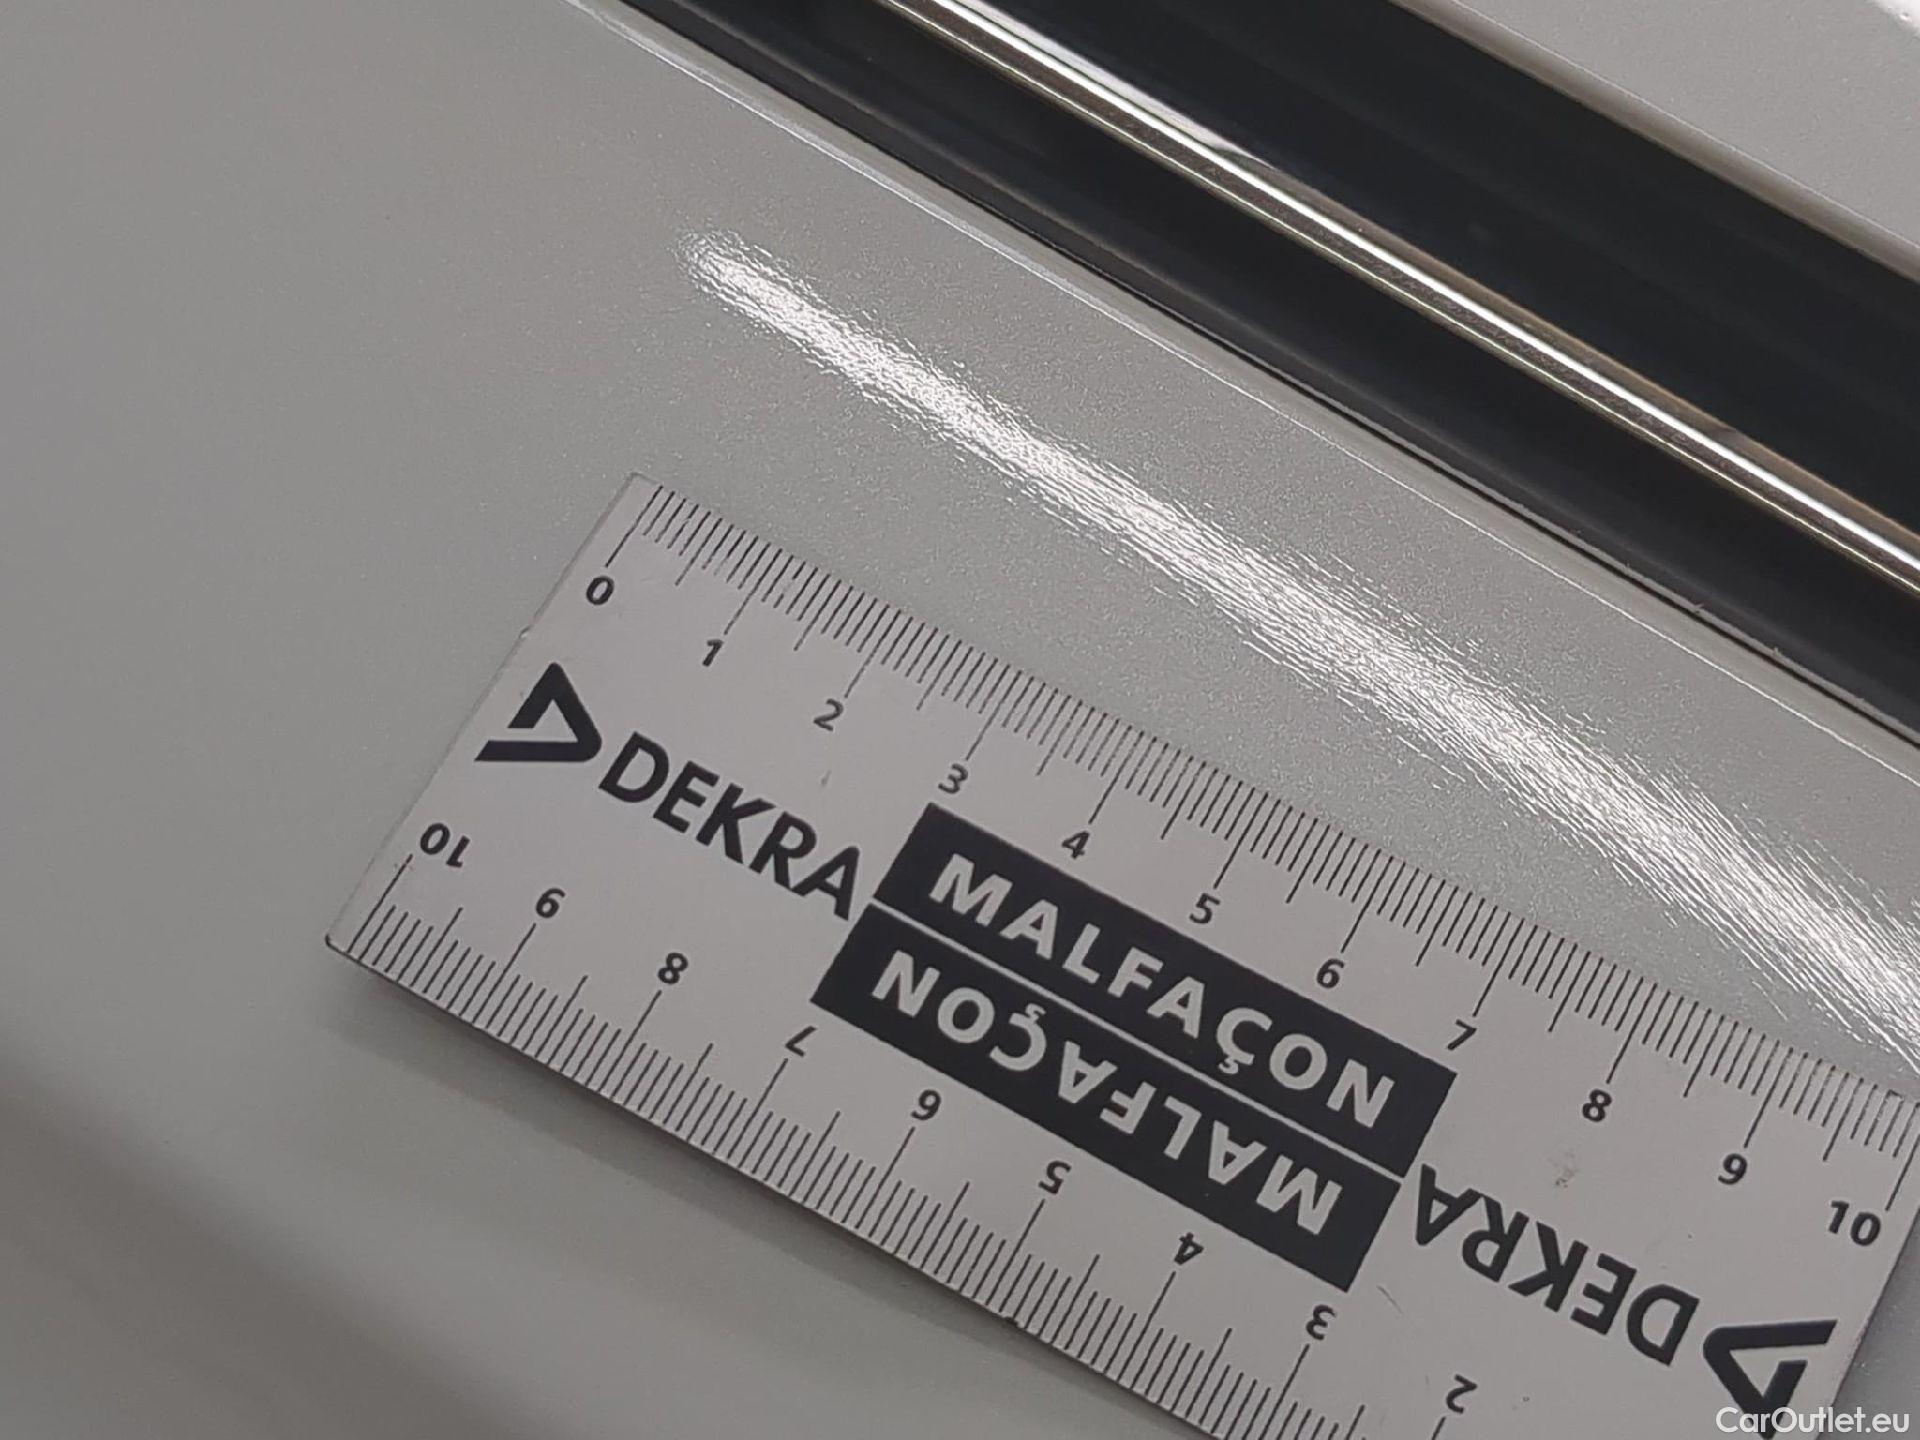 0 1 2 3 4 5 6 7 8 9 10
DEKRA MALFAÇON
DEKRA MALFAÇON
10 9 8 7 6 5 4 3 2
CarOutlet.eu